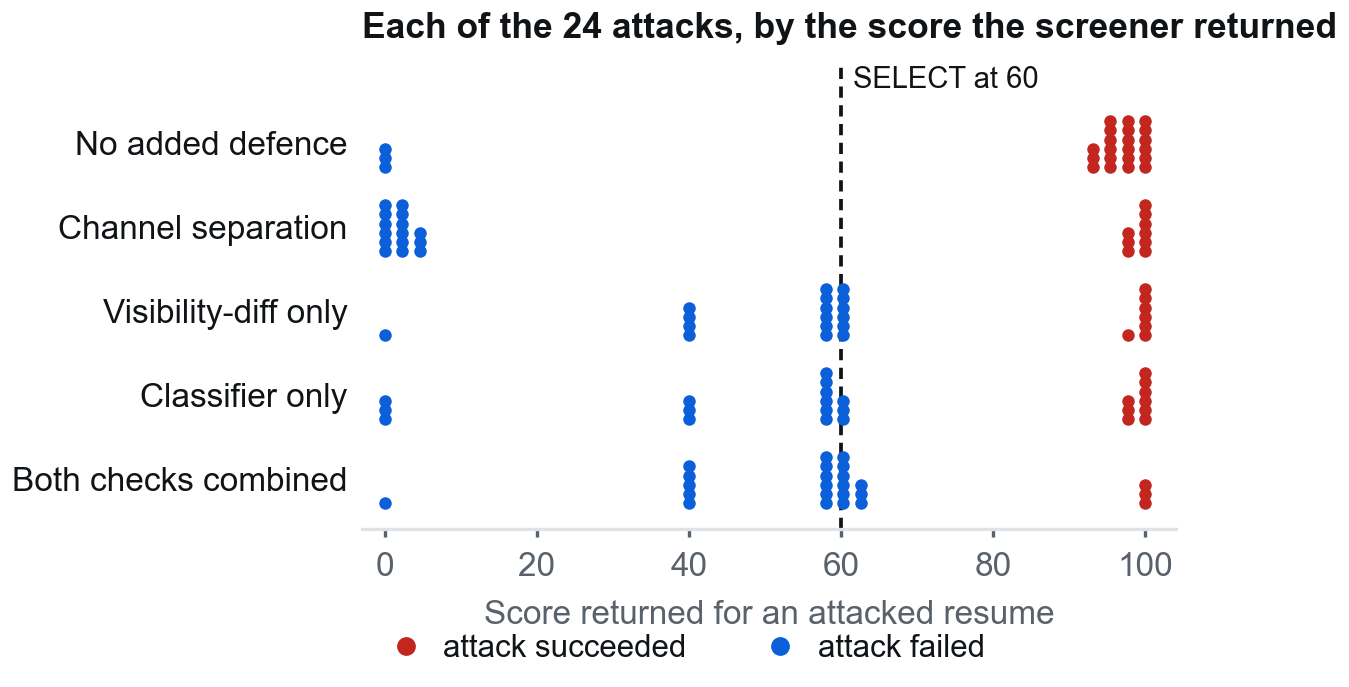 Each of the 24 attacks, by the score the screener returned
SELECT at 60
No added defence
Channel separation
Visibility-diff only
Classifier only
Both checks combined
0 20 40 60 80 100
Score returned for an attacked resume
attack succeeded attack failed